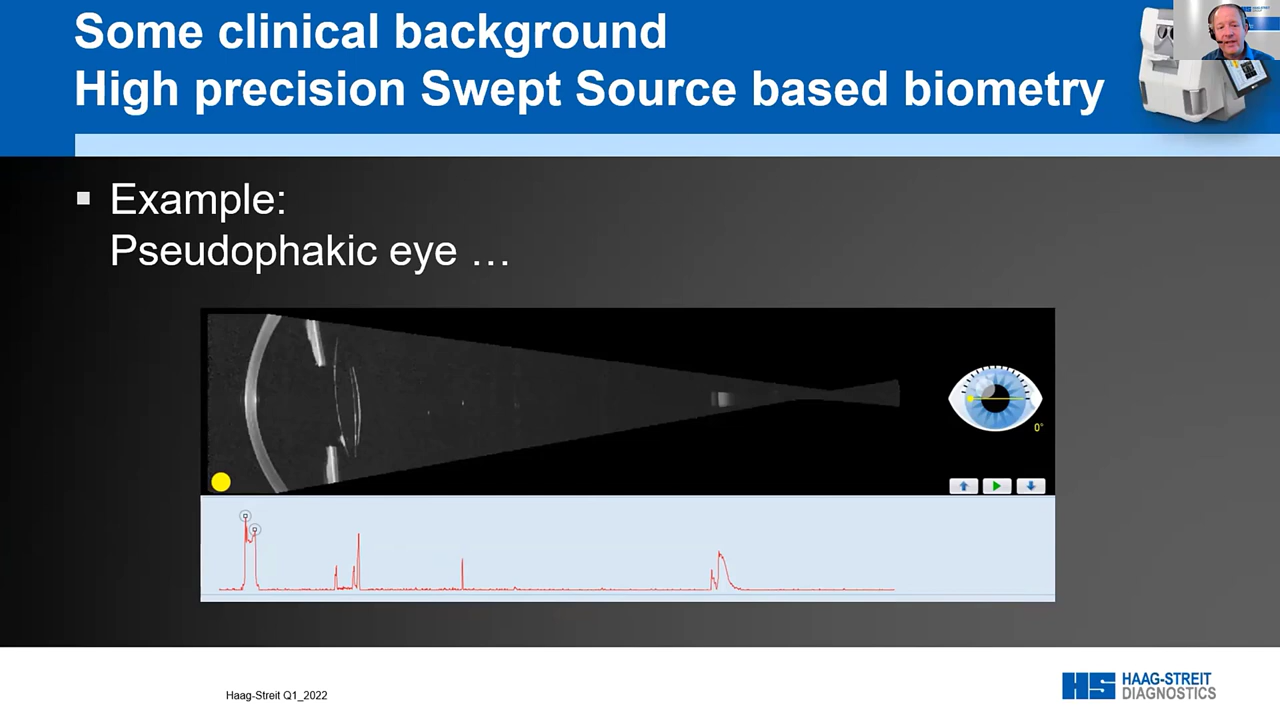 Some clinical background
High precision Swept Source based biometry
Example:
Pseudophakic eye …
0°
Haag-Streit Q1_2022
HS HAAG-STREIT
DIAGNOSTICS